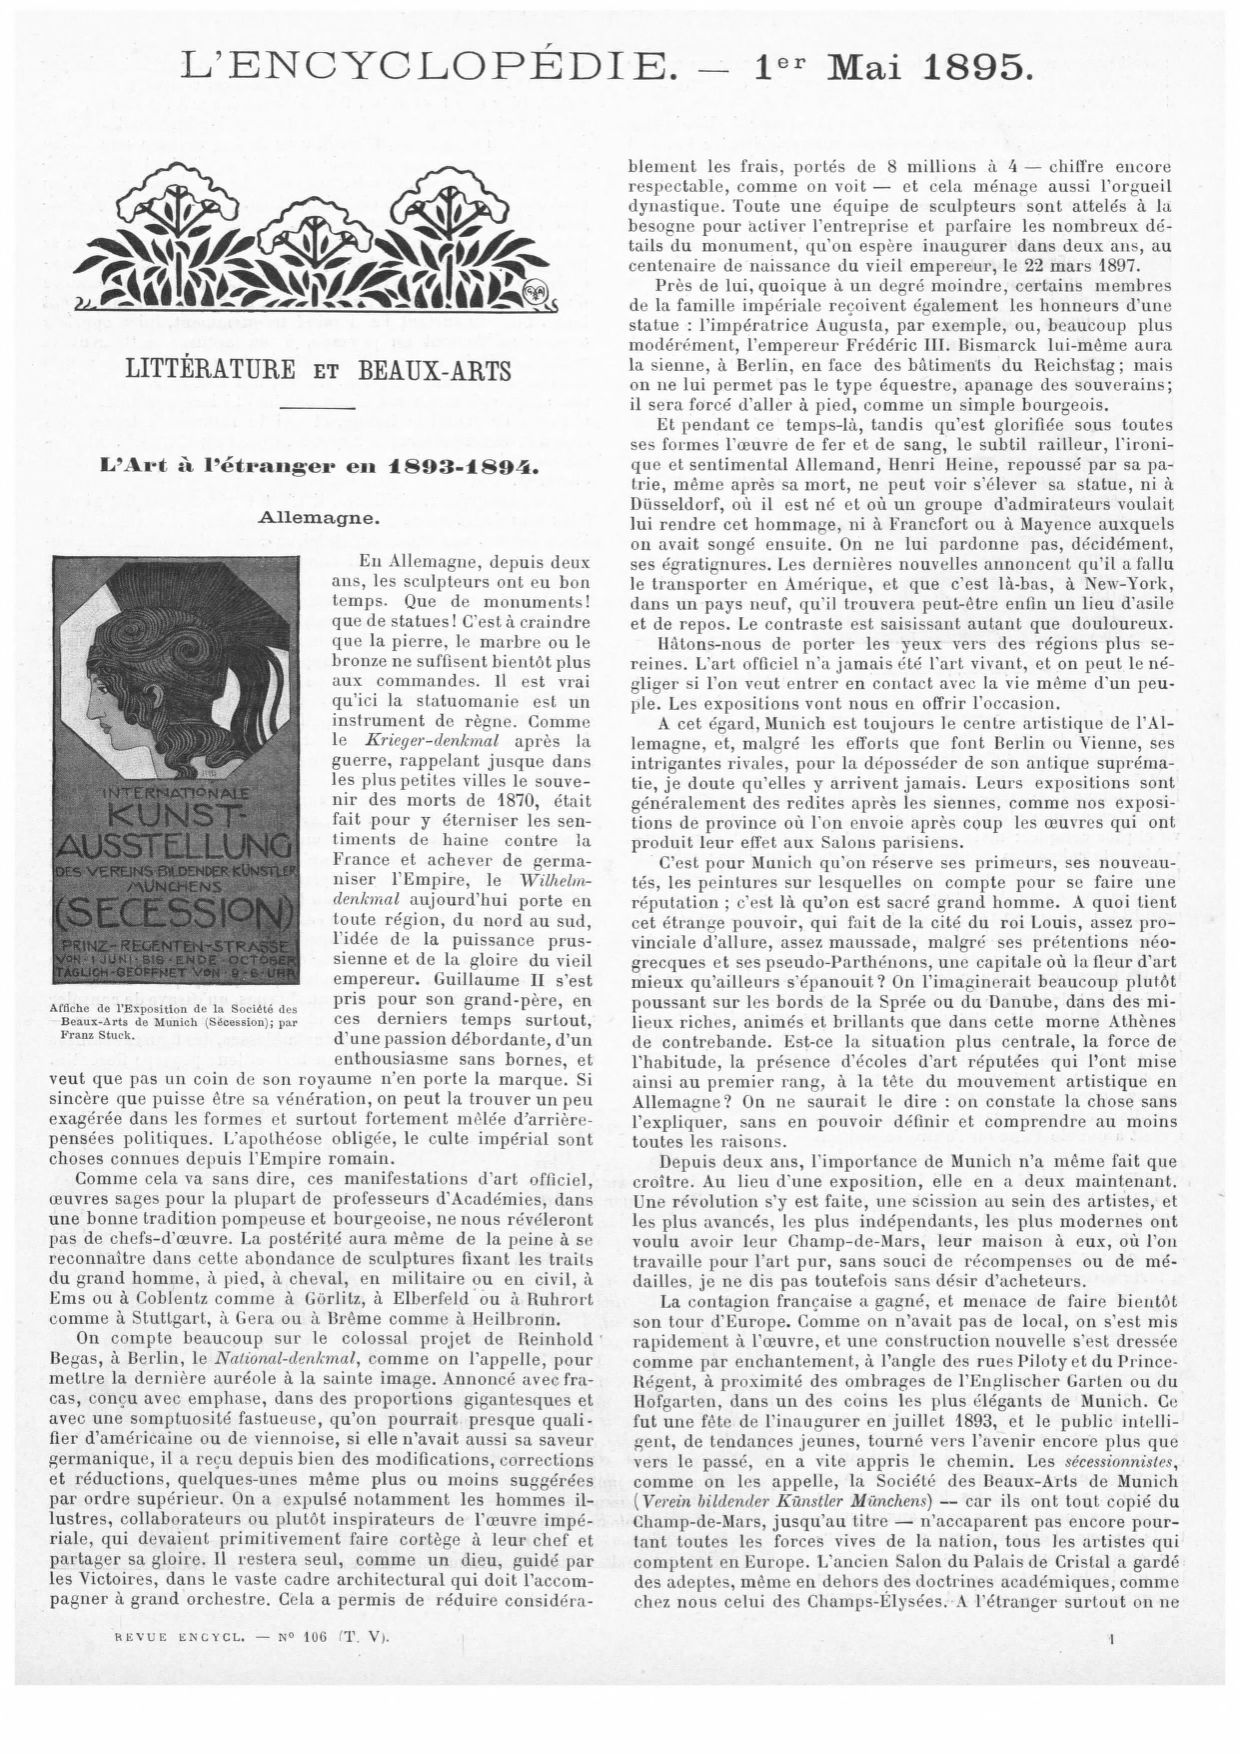 L'ENCYCLOPÉDIE. — 1er Mai 1895.
LITTÉRATURE ET BEAUX-ARTS
L'Art à l'étranger en 1893-1894.
Allemagne.
INTERNATIONALE
KUNST-
AUSSTELLUNG
DES VEREINS BILDENDER KÜNSTLER
MÜNCHENS
(SECESSION)
PRINZ-REGENTEN-STRASSE
VON·1 JUNI·BIS·ENDE·OCTOBER
TÄGLICH·GEÖFFNET VON·9-6·UHR
Affiche de l'Exposition de la Société des
Beaux-Arts de Munich (Sécession); par
Franz Stuck.
En Allemagne, depuis deux
ans, les sculpteurs ont eu bon
temps. Que de monuments!
que de statues! C'est à craindre
que la pierre, le marbre ou le
bronze ne suffisent bientôt plus
aux commandes. Il est vrai
qu'ici la statuomanie est un
instrument de règne. Comme
le Krieger-denkmal après la
guerre, rappelant jusque dans
les plus petites villes le souve-
nir des morts de 1870, était
fait pour y éterniser les sen-
timents de haine contre la
France et achever de germa-
niser l'Empire, le Wilhelm-
denkmal aujourd'hui porte en
toute région, du nord au sud,
l'idée de la puissance prus-
sienne et de la gloire du vieil
empereur. Guillaume II s'est
pris pour son grand-père, en
ces derniers temps surtout,
d'une passion débordante, d'un
enthousiasme sans bornes, et
veut que pas un coin de son royaume n'en porte la marque. Si
sincère que puisse être sa vénération, on peut la trouver un peu
exagérée dans les formes et surtout fortement mêlée d'arrière-
pensées politiques. L'apothéose obligée, le culte impérial sont
choses connues depuis l'Empire romain.
Comme cela va sans dire, ces manifestations d'art officiel,
œuvres sages pour la plupart de professeurs d'Académies, dans
une bonne tradition pompeuse et bourgeoise, ne nous révéleront
pas de chefs-d'œuvre. La postérité aura même de la peine à se
reconnaître dans cette abondance de sculptures fixant les traits
du grand homme, à pied, à cheval, en militaire ou en civil, à
Ems ou à Coblentz comme à Görlitz, à Elberfeld ou à Ruhrort
comme à Stuttgart, à Gera ou à Brême comme à Heilbronn.
On compte beaucoup sur le colossal projet de Reinhold
Begas, à Berlin, le National-denkmal, comme on l'appelle, pour
mettre la dernière auréole à la sainte image. Annoncé avec fra-
cas, conçu avec emphase, dans des proportions gigantesques et
avec une somptuosité fastueuse, qu'on pourrait presque quali-
fier d'américaine ou de viennoise, si elle n'avait aussi sa saveur
germanique, il a reçu depuis bien des modifications, corrections
et réductions, quelques-unes même plus ou moins suggérées
par ordre supérieur. On a expulsé notamment les hommes il-
lustres, collaborateurs ou plutôt inspirateurs de l'œuvre impé-
riale, qui devaient primitivement faire cortège à leur chef et
partager sa gloire. Il restera seul, comme un dieu, guidé par
les Victoires, dans le vaste cadre architectural qui doit l'accom-
pagner à grand orchestre. Cela a permis de réduire considéra-
blement les frais, portés de 8 millions à 4 — chiffre encore
respectable, comme on voit — et cela ménage aussi l'orgueil
dynastique. Toute une équipe de sculpteurs sont attelés à la
besogne pour activer l'entreprise et parfaire les nombreux dé-
tails du monument, qu'on espère inaugurer dans deux ans, au
centenaire de naissance du vieil empereur, le 22 mars 1897.
Près de lui, quoique à un degré moindre, certains membres
de la famille impériale reçoivent également les honneurs d'une
statue : l'impératrice Augusta, par exemple, ou, beaucoup plus
modérément, l'empereur Frédéric III. Bismarck lui-même aura
la sienne, à Berlin, en face des bâtiments du Reichstag; mais
on ne lui permet pas le type équestre, apanage des souverains;
il sera forcé d'aller à pied, comme un simple bourgeois.
Et pendant ce temps-là, tandis qu'est glorifiée sous toutes
ses formes l'œuvre de fer et de sang, le subtil railleur, l'ironi-
que et sentimental Allemand, Henri Heine, repoussé par sa pa-
trie, même après sa mort, ne peut voir s'élever sa statue, ni à
Düsseldorf, où il est né et où un groupe d'admirateurs voulait
lui rendre cet hommage, ni à Francfort ou à Mayence auxquels
on avait songé ensuite. On ne lui pardonne pas, décidément,
ses égratignures. Les dernières nouvelles annoncent qu'il a fallu
le transporter en Amérique, et que c'est là-bas, à New-York,
dans un pays neuf, qu'il trouvera peut-être enfin un lieu d'asile
et de repos. Le contraste est saisissant autant que douloureux.
Hâtons-nous de porter les yeux vers des régions plus se-
reines. L'art officiel n'a jamais été l'art vivant, et on peut le né-
gliger si l'on veut entrer en contact avec la vie même d'un peu-
ple. Les expositions vont nous en offrir l'occasion.
A cet égard, Munich est toujours le centre artistique de l'Al-
lemagne, et, malgré les efforts que font Berlin ou Vienne, ses
intrigantes rivales, pour la déposséder de son antique supréma-
tie, je doute qu'elles y arrivent jamais. Leurs expositions sont
généralement des redites après les siennes, comme nos exposi-
tions de province où l'on envoie après coup les œuvres qui ont
produit leur effet aux Salons parisiens.
C'est pour Munich qu'on réserve ses primeurs, ses nouveau-
tés, les peintures sur lesquelles on compte pour se faire une
réputation ; c'est là qu'on est sacré grand homme. A quoi tient
cet étrange pouvoir, qui fait de la cité du roi Louis, assez pro-
vinciale d'allure, assez maussade, malgré ses prétentions néo-
grecques et ses pseudo-Parthénons, une capitale où la fleur d'art
mieux qu'ailleurs s'épanouit? On l'imaginerait beaucoup plutôt
poussant sur les bords de la Sprée ou du Danube, dans des mi-
lieux riches, animés et brillants que dans cette morne Athènes
de contrebande. Est-ce la situation plus centrale, la force de
l'habitude, la présence d'écoles d'art réputées qui l'ont mise
ainsi au premier rang, à la tête du mouvement artistique en
Allemagne? On ne saurait le dire : on constate la chose sans
l'expliquer, sans en pouvoir définir et comprendre au moins
toutes les raisons.
Depuis deux ans, l'importance de Munich n'a même fait que
croître. Au lieu d'une exposition, elle en a deux maintenant.
Une révolution s'y est faite, une scission au sein des artistes, et
les plus avancés, les plus indépendants, les plus modernes ont
voulu avoir leur Champ-de-Mars, leur maison à eux, où l'on
travaille pour l'art pur, sans souci de récompenses ou de mé-
dailles, je ne dis pas toutefois sans désir d'acheteurs.
La contagion française a gagné, et menace de faire bientôt
son tour d'Europe. Comme on n'avait pas de local, on s'est mis
rapidement à l'œuvre, et une construction nouvelle s'est dressée
comme par enchantement, à l'angle des rues Piloty et du Prince-
Régent, à proximité des ombrages de l'Englischer Garten ou du
Hofgarten, dans un des coins les plus élégants de Munich. Ce
fut une fête de l'inaugurer en juillet 1893, et le public intelli-
gent, de tendances jeunes, tourné vers l'avenir encore plus que
vers le passé, en a vite appris le chemin. Les sécessionnistes,
comme on les appelle, la Société des Beaux-Arts de Munich
(Verein bildender Künstler Münchens) — car ils ont tout copié du
Champ-de-Mars, jusqu'au titre — n'accaparent pas encore pour-
tant toutes les forces vives de la nation, tous les artistes qui
comptent en Europe. L'ancien Salon du Palais de Cristal a gardé
des adeptes, même en dehors des doctrines académiques, comme
chez nous celui des Champs-Élysées. A l'étranger surtout on ne
REVUE ENCYCL. — N° 106 (T. V).
1